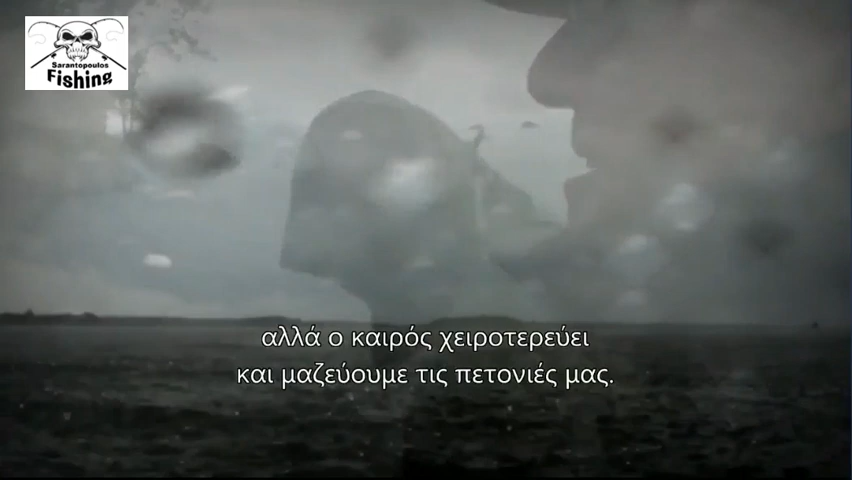 Sarantopoulos
Fishing
αλλά ο καιρός χειροτερεύει
και μαζεύουμε τις πετονιές μας.